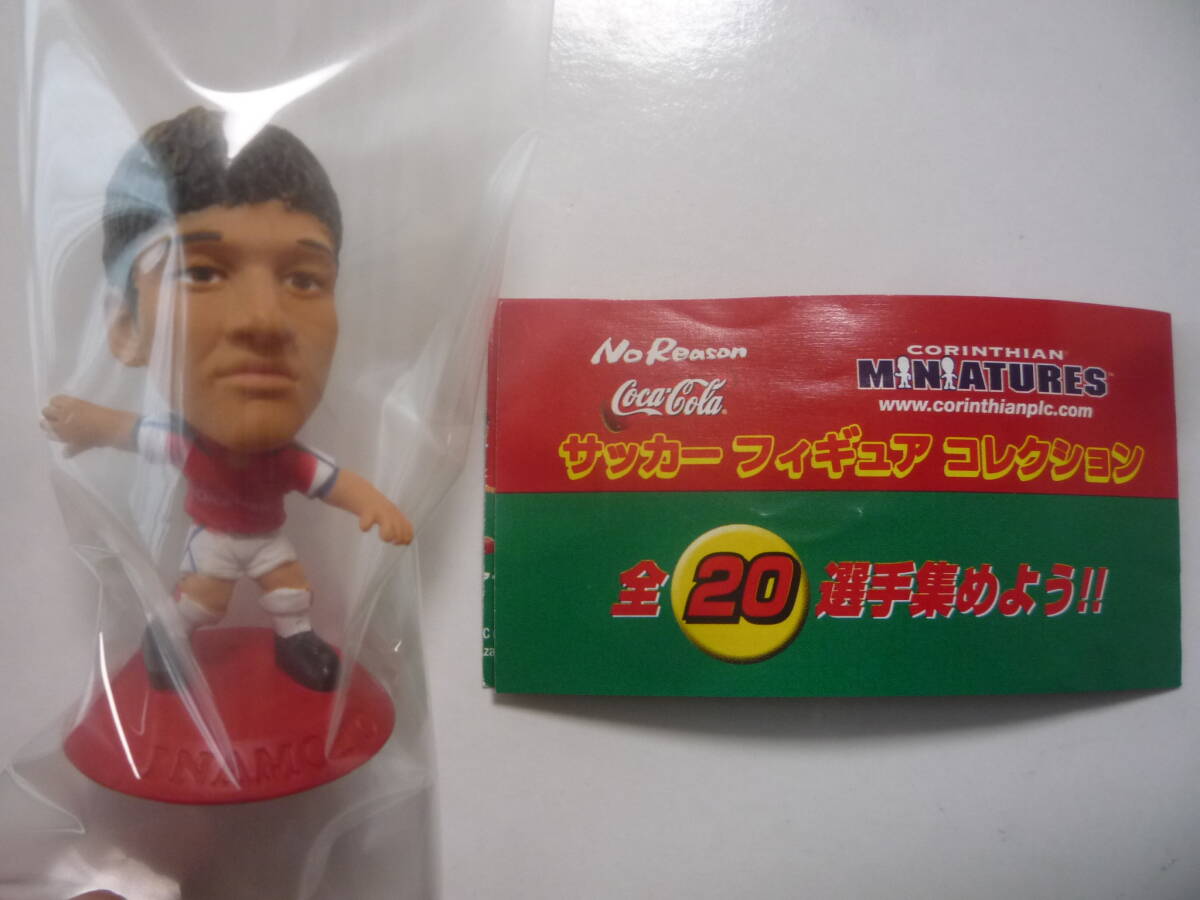 No Reason
Coca-Cola
CORINTHIAN
MINIATURES
www.corinthianplc.com
サッカー フィギュア コレクション
全 20 選手集めよう!!
INAMOTO